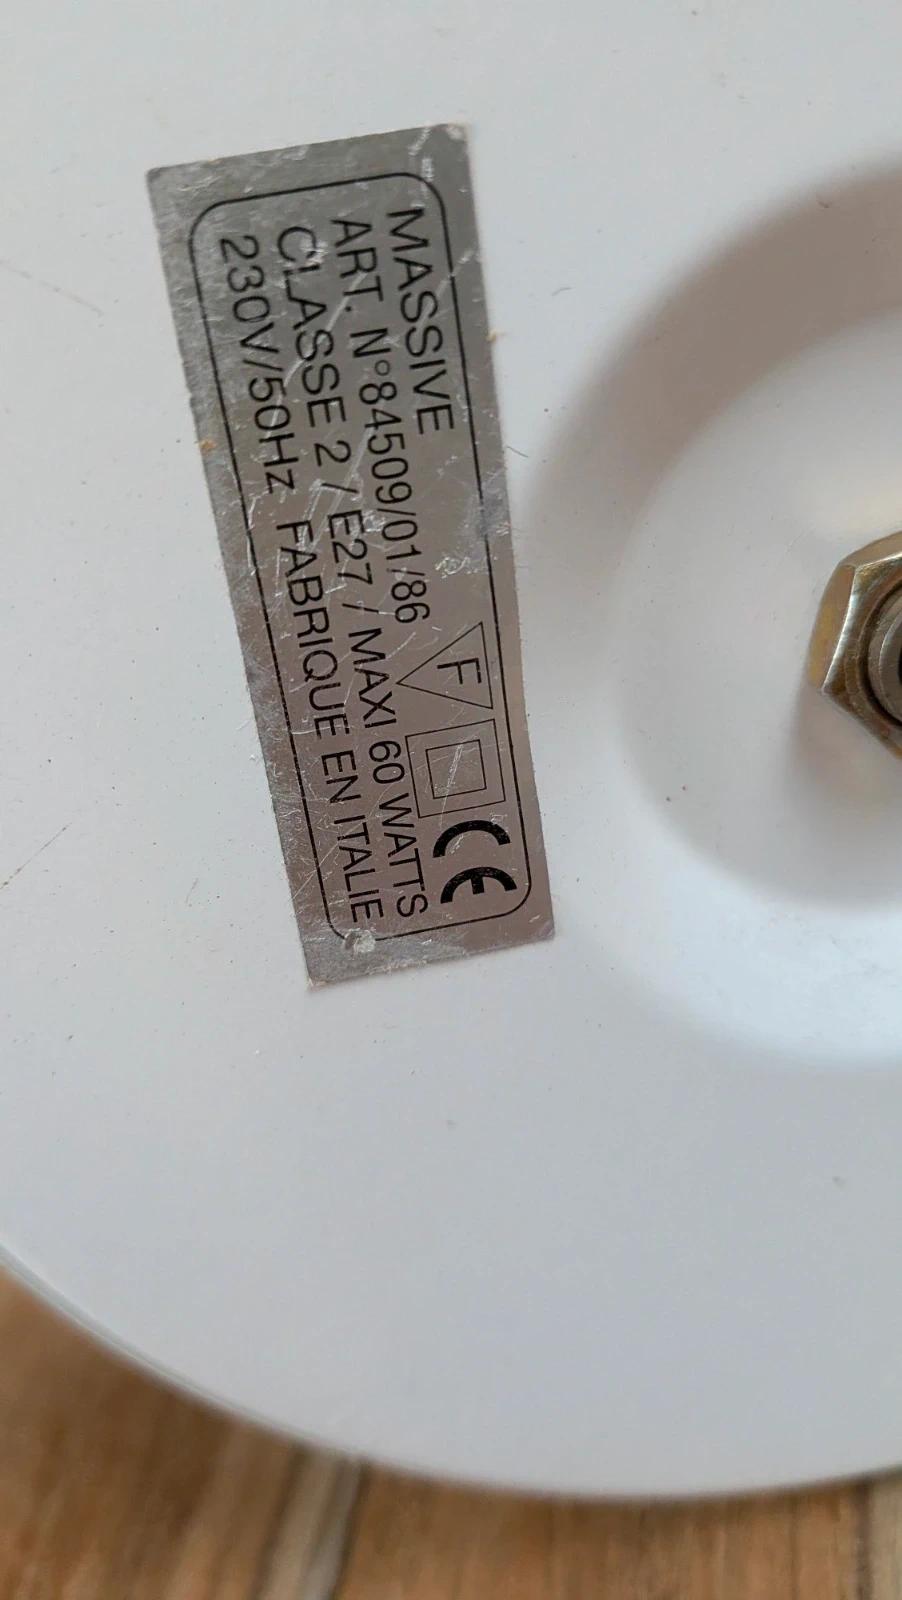 MASSIVE
ART. N°84509/01/86 F CE
CLASSE 2 / E27 / MAXI 60 WATTS
230V/50Hz FABRIQUE EN ITALIE